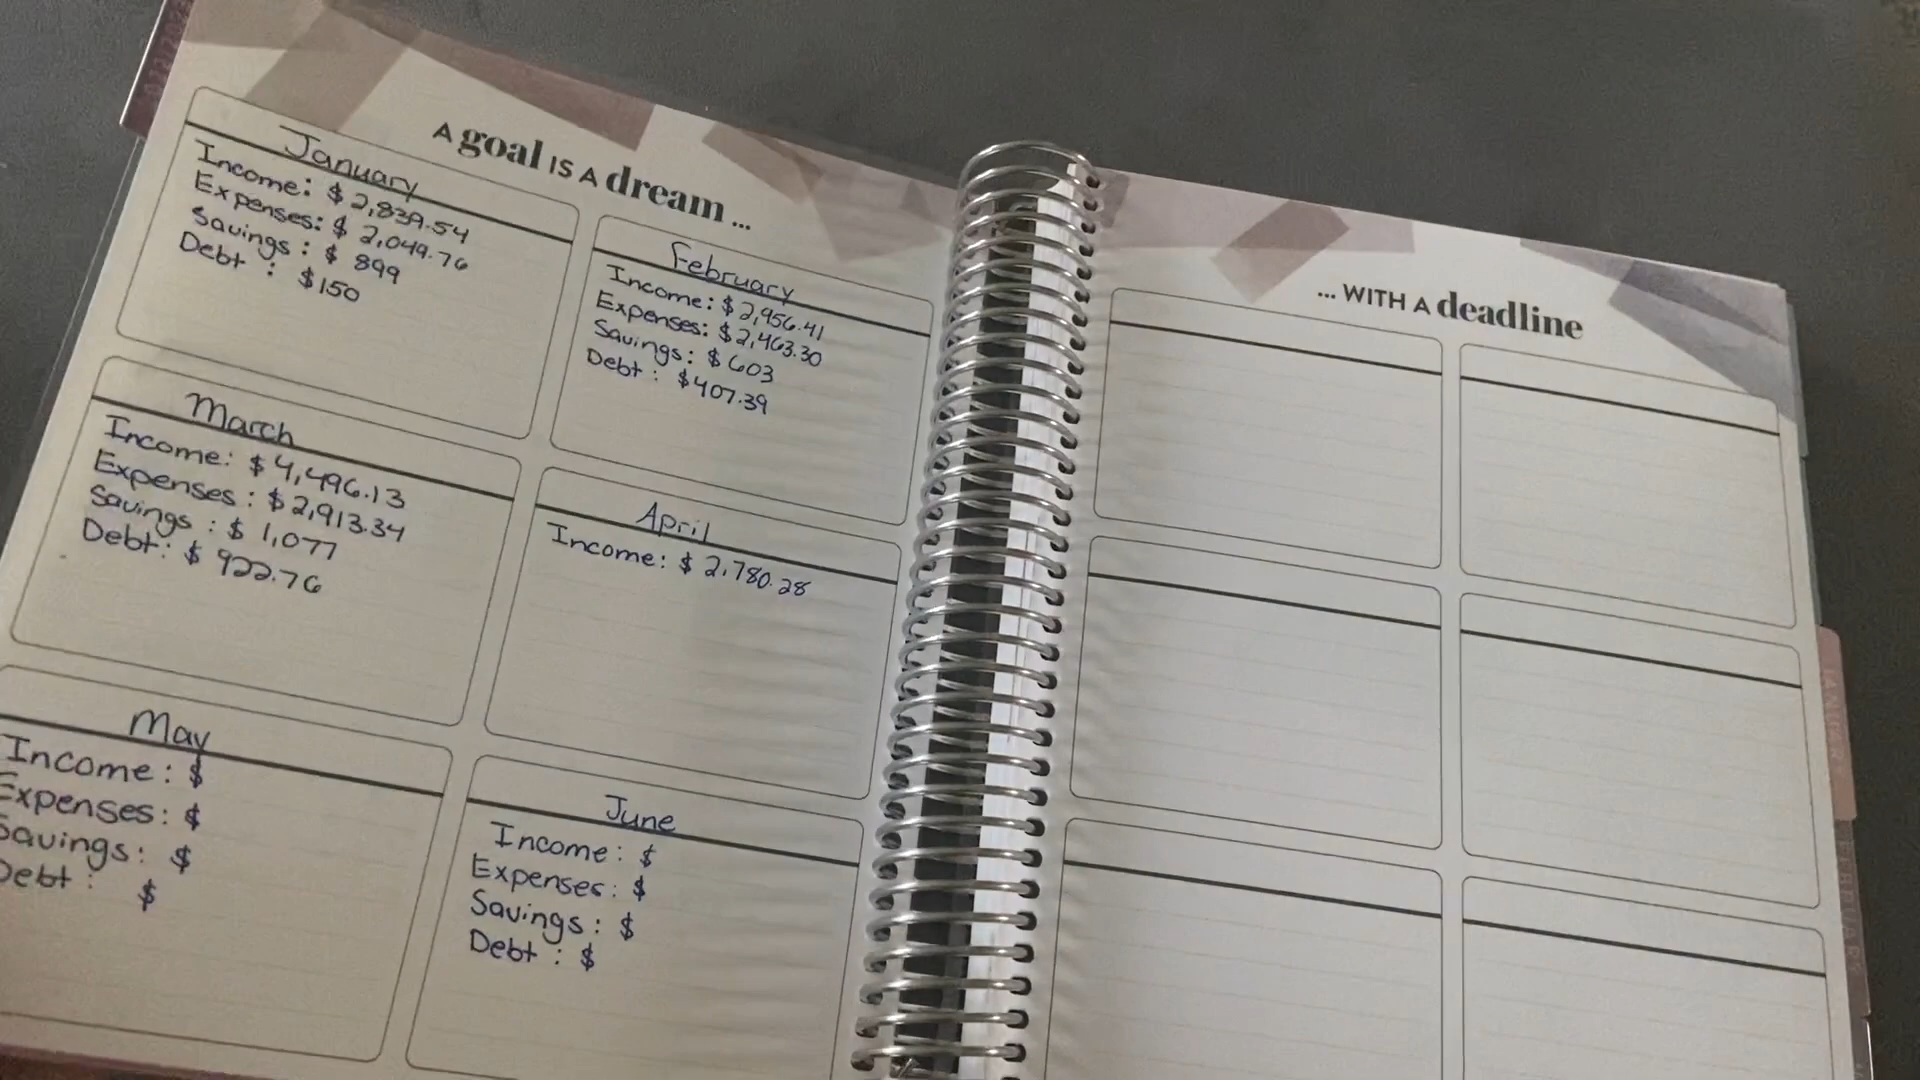 A goal IS A dream ...
January
Income: $2,839.54
Expenses: $ 2,049.76
Savings : $ 899
Debt : $150
February
Income: $2,956.41
Expenses: $2,463.30
Savings: $603
Debt : $407.39
March
Income: $4,496.13
Expenses : $2,913.34
Savings : $ 1,077
Debt: $ 922.76
April
Income: $ 2,780.28
May
Income : $
Expenses: $
Savings: $
Debt : $
June
Income : $
Expenses: $
Savings : $
Debt : $
... WITH A deadline